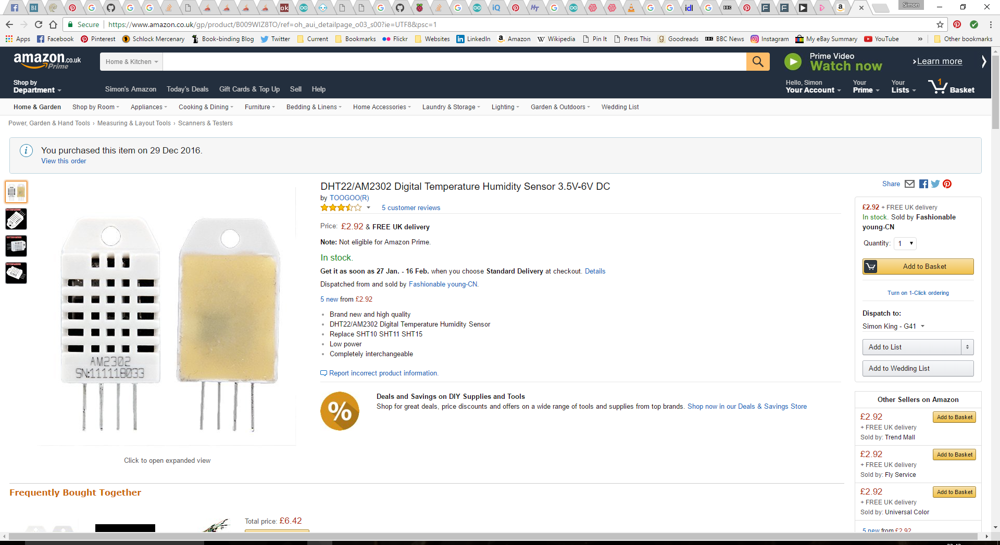 Simon
Secure
https://www.amazon.co.uk/gp/product/B009WIZ8TO/ref=oh_aui_detailpage_o03_s00?ie=UTF8&psc=1
Apps Facebook Pinterest Schlock Mercenary Book-binding Blog Twitter Current Bookmarks Flickr Websites LinkedIn Amazon Wikipedia Pin It Press This Goodreads BBC News Instagram My eBay Summary YouTube » Other bookmarks
amazon.co.uk
Prime
Home & Kitchen
Prime Video
Watch now
›Learn more
Shop by
Department
Simon's Amazon Today's Deals Gift Cards & Top Up Sell Help
Hello, Simon
Your Account
Your
Prime
Your
Lists
1
Basket
Home & Garden Shop by Room Appliances Cooking & Dining Furniture Bedding & Linens Home Accessories Laundry & Storage Lighting Garden & Outdoors Wedding List
Power, Garden & Hand Tools › Measuring & Layout Tools › Scanners & Testers
You purchased this item on 29 Dec 2016.
View this order
AM2302
SN:11111B033
Click to open expanded view
DHT22/AM2302 Digital Temperature Humidity Sensor 3.5V-6V DC
by TOOGOO(R)
5 customer reviews
Price: £2.92 & FREE UK delivery
Note: Not eligible for Amazon Prime.
In stock.
Get it as soon as 27 Jan. - 16 Feb. when you choose Standard Delivery at checkout. Details
Dispatched from and sold by Fashionable young-CN.
5 new from £2.92
Brand new and high quality
DHT22/AM2302 Digital Temperature Humidity Sensor
Replace SHT10 SHT11 SHT15
Low power
Completely interchangeable
Report incorrect product information.
%
Deals and Savings on DIY Supplies and Tools
Shop for great deals, price discounts and offers on a wide range of tools and supplies from top brands. Shop now in our Deals & Savings Store
Share
£2.92 + FREE UK delivery
In stock. Sold by Fashionable
young-CN
Quantity: 1
Add to Basket
Turn on 1-Click ordering
Dispatch to:
Simon King - G41
Add to List
Add to Wedding List
Other Sellers on Amazon
£2.92 Add to Basket
+ FREE UK delivery
Sold by: Trend Mall
£2.92 Add to Basket
+ FREE UK delivery
Sold by: Fly Service
£2.92 Add to Basket
+ FREE UK delivery
Sold by: Universal Color
5 new from £2.92
Frequently Bought Together
Total price: £6.42